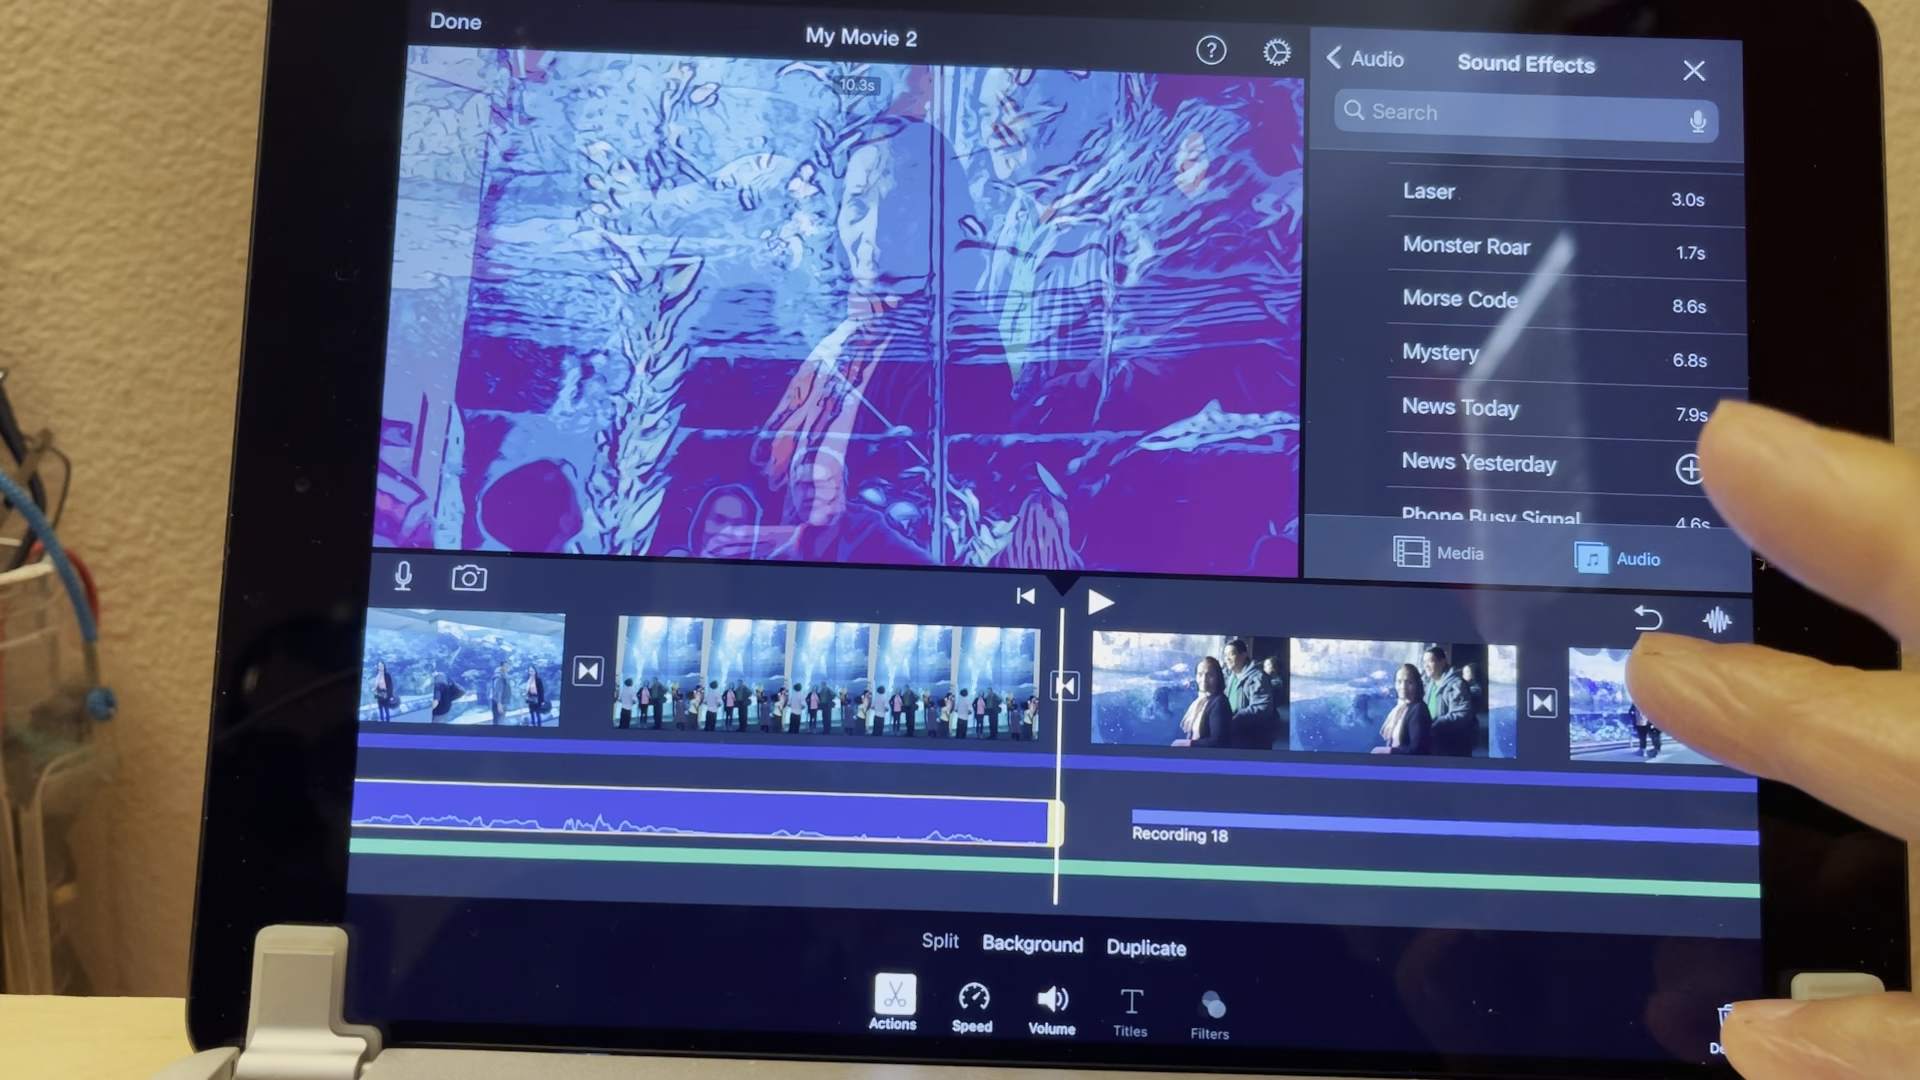 Done
My Movie 2
?
10.3s
Audio
Sound Effects
Search
Laser
3.0s
Monster Roar
1.7s
Morse Code
8.6s
Mystery
6.8s
News Today
7.9s
News Yesterday
Phone Busy Signal
4.6s
Media
Audio
Recording 18
Split
Background
Duplicate
Actions
Speed
Volume
Titles
Filters